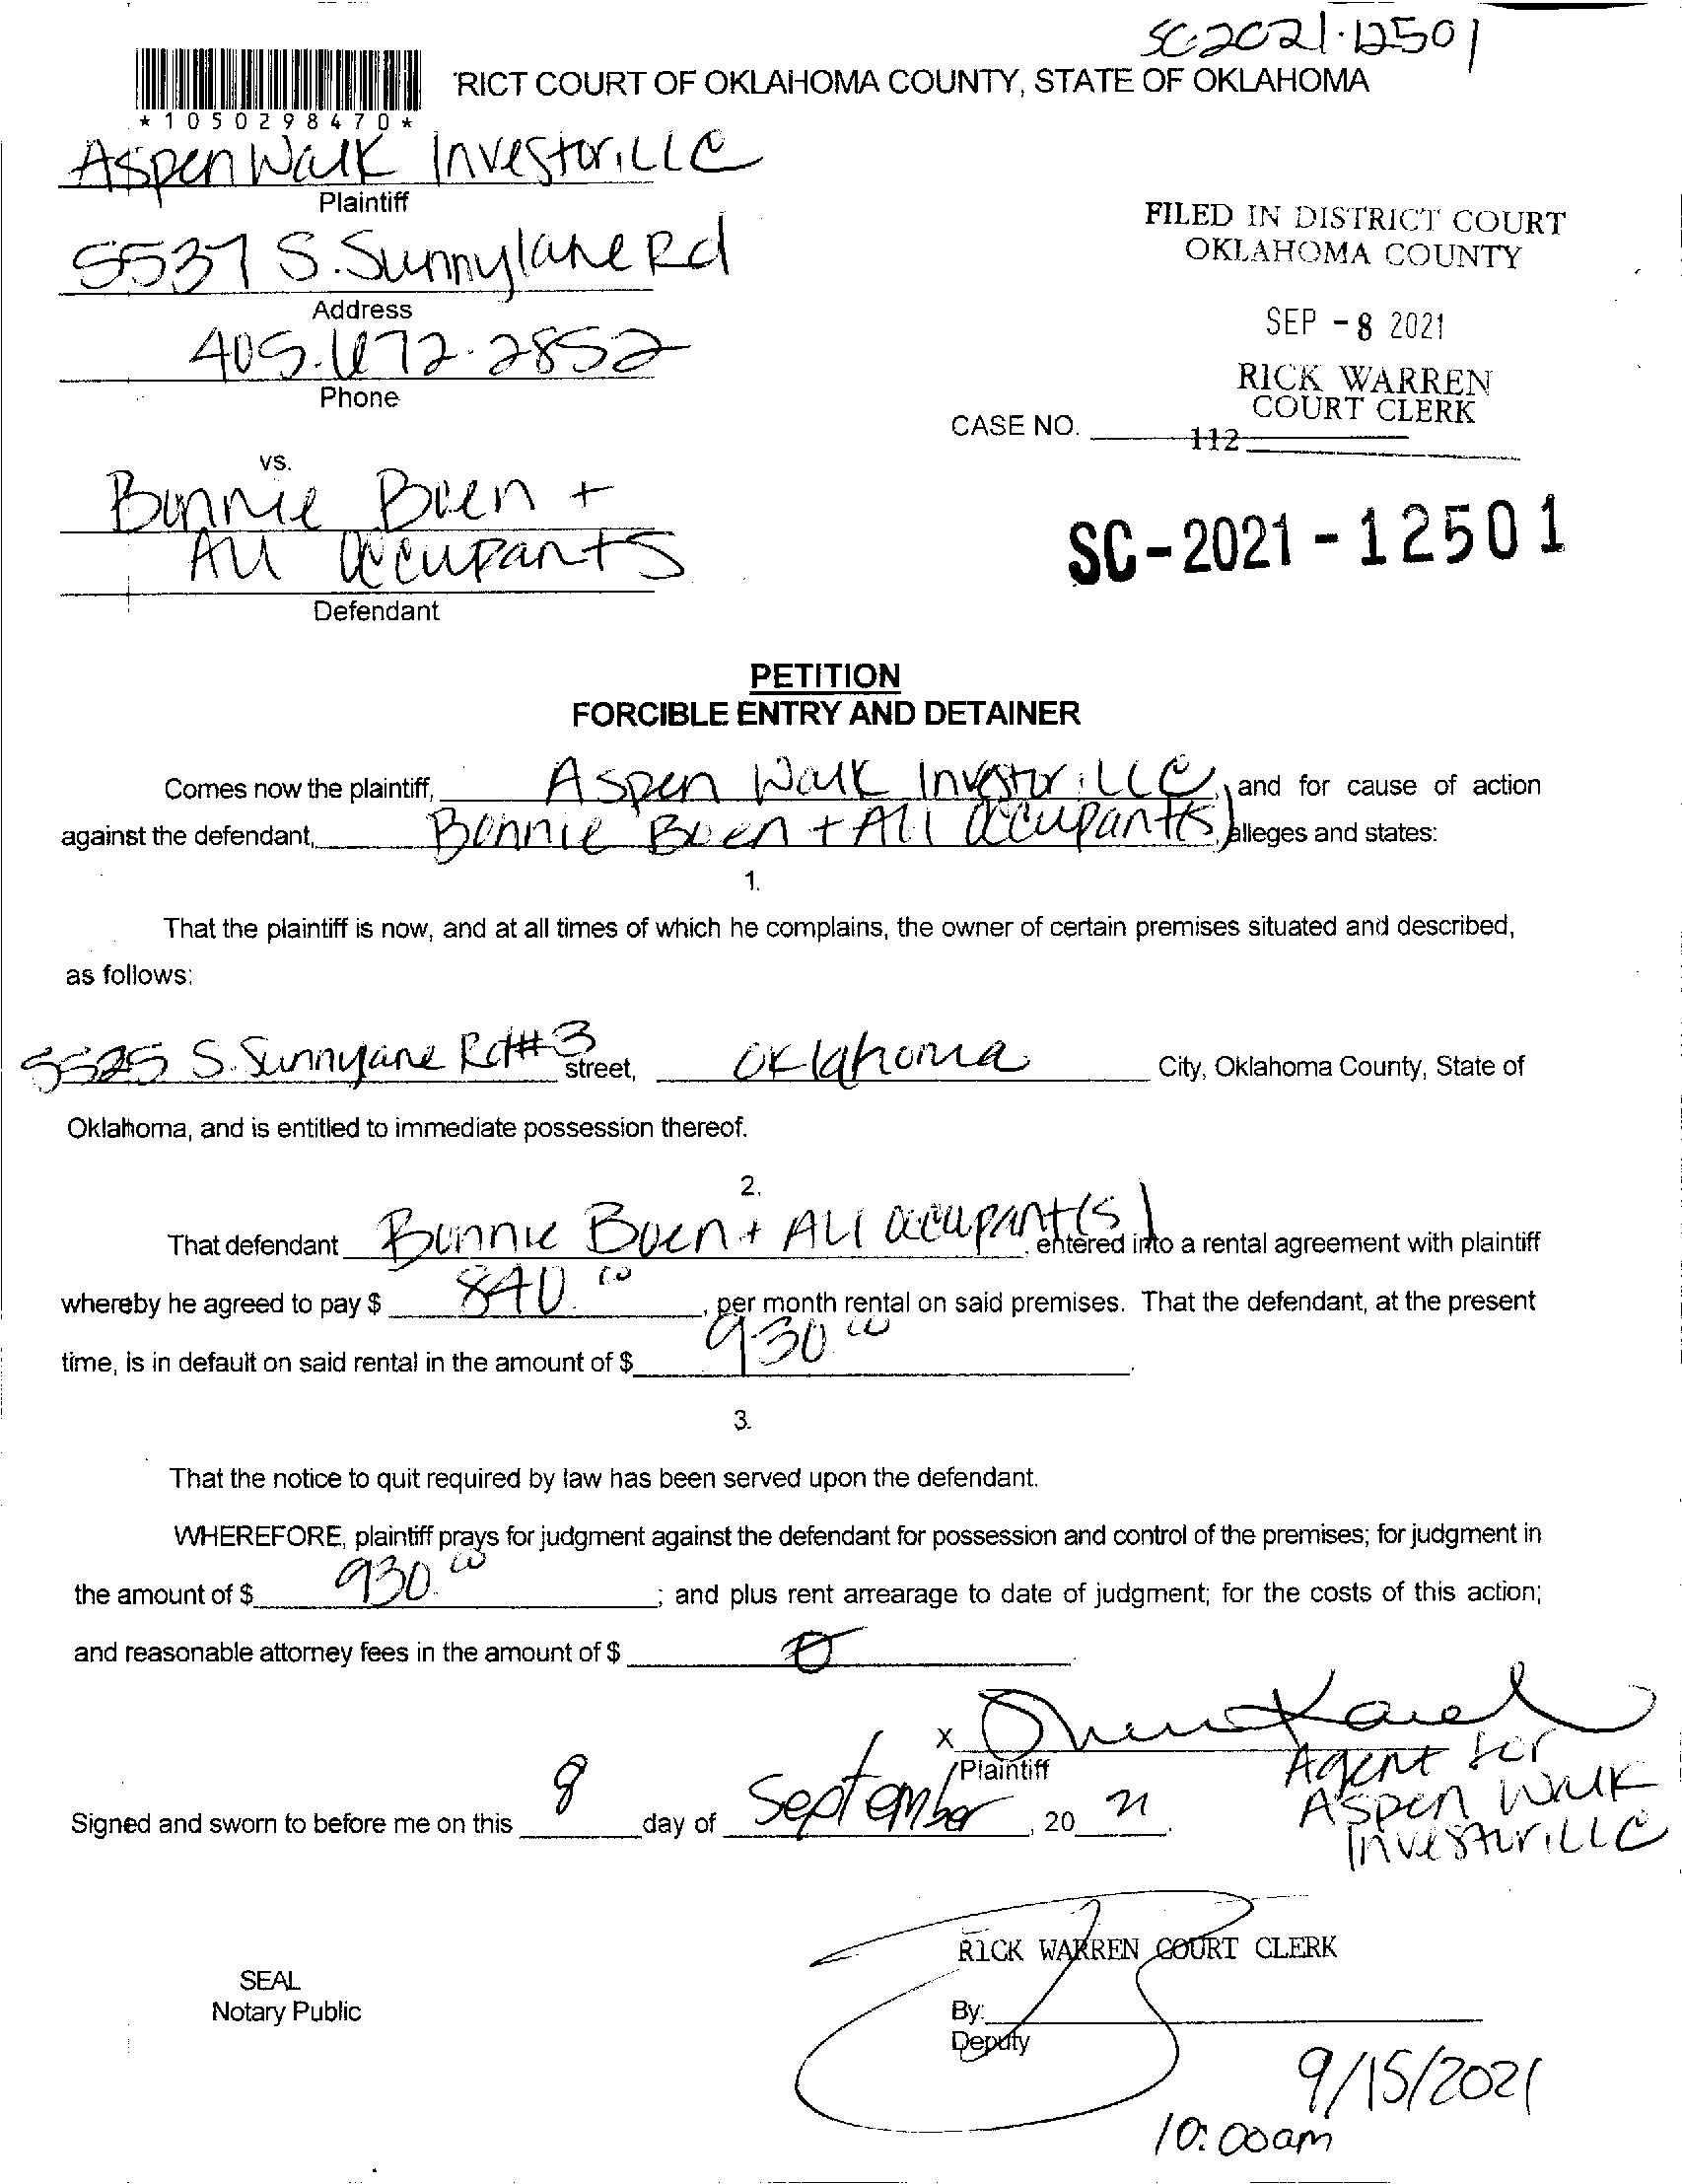 SC-2021-12501
RICT COURT OF OKLAHOMA COUNTY, STATE OF OKLAHOMA
*1050298470*
Aspen Walk Investor, LLC
Plaintiff
FILED IN DISTRICT COURT
OKLAHOMA COUNTY
5537 S. Sunnylane Rd
Address
SEP -8 2021
405.672.2852
Phone
RICK WARREN
COURT CLERK
CASE NO.
112
vs.
Bonnie +
All Occupants
Defendant
SC-2021-12501
PETITION
FORCIBLE ENTRY AND DETAINER
Comes now the plaintiff, Aspen Walk Investor, LLC, and for cause of action
against the defendant, Bonnie + All Occupant(s), alleges and states:
1.
That the plaintiff is now, and at all times of which he complains, the owner of certain premises situated and described,
as follows:
5525 S. Sunnyane Rd #3 street, Oklahoma City, Oklahoma County, State of
Oklahoma, and is entitled to immediate possession thereof.
2.
That defendant Bonnie + All Occupant(s), entered into a rental agreement with plaintiff
whereby he agreed to pay $ 840.00, per month rental on said premises. That the defendant, at the present
time, is in default on said rental in the amount of $ 930.00.
3.
That the notice to quit required by law has been served upon the defendant.
WHEREFORE, plaintiff prays for judgment against the defendant for possession and control of the premises; for judgment in
the amount of $ 930.00; and plus rent arrearage to date of judgment; for the costs of this action;
and reasonable attorney fees in the amount of $ 0.
X
Plaintiff
Agent for
Aspen Walk
Investor, LLC
Signed and sworn to before me on this 8 day of September, 20 21.
RICK WARREN COURT CLERK
SEAL
Notary Public
By:
Deputy
9/15/2021
10:00am